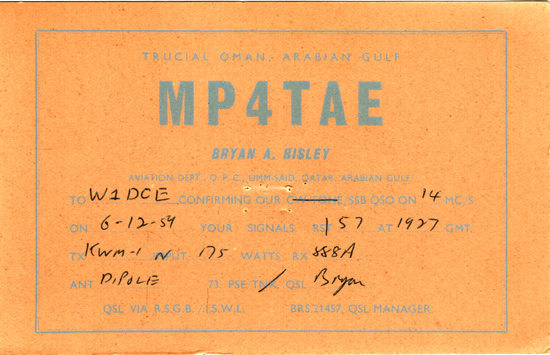 TRUCIAL OMAN, ARABIAN GULF
MP4TAE
BRYAN A. BISLEY
AVIATION DEPT., Q.P.C., UMM-SAID, QATAR, ARABIAN GULF.
TO W1DCE CONFIRMING OUR CW-TONE/SSB QSO ON 14 MC/S
ON 6-12-59 YOUR SIGNALS RST 57 AT 1927 GMT.
TX KWM-1 INPUT 175 WATTS RX 888A
ANT DIPOLE 73 PSE TNX QSL Bryan
QSL VIA R.S.G.B. / I.S.W.L. BRS.21457, QSL MANAGER.